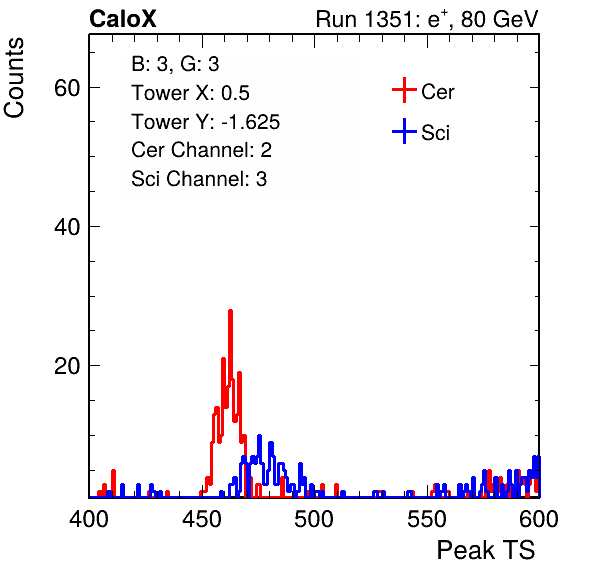 CaloX Run 1351: e+, 80 GeV
Counts
B: 3, G: 3
Tower X: 0.5
Tower Y: -1.625
Cer Channel: 2
Sci Channel: 3
Cer
Sci
60
40
20
400 450 500 550 600
Peak TS